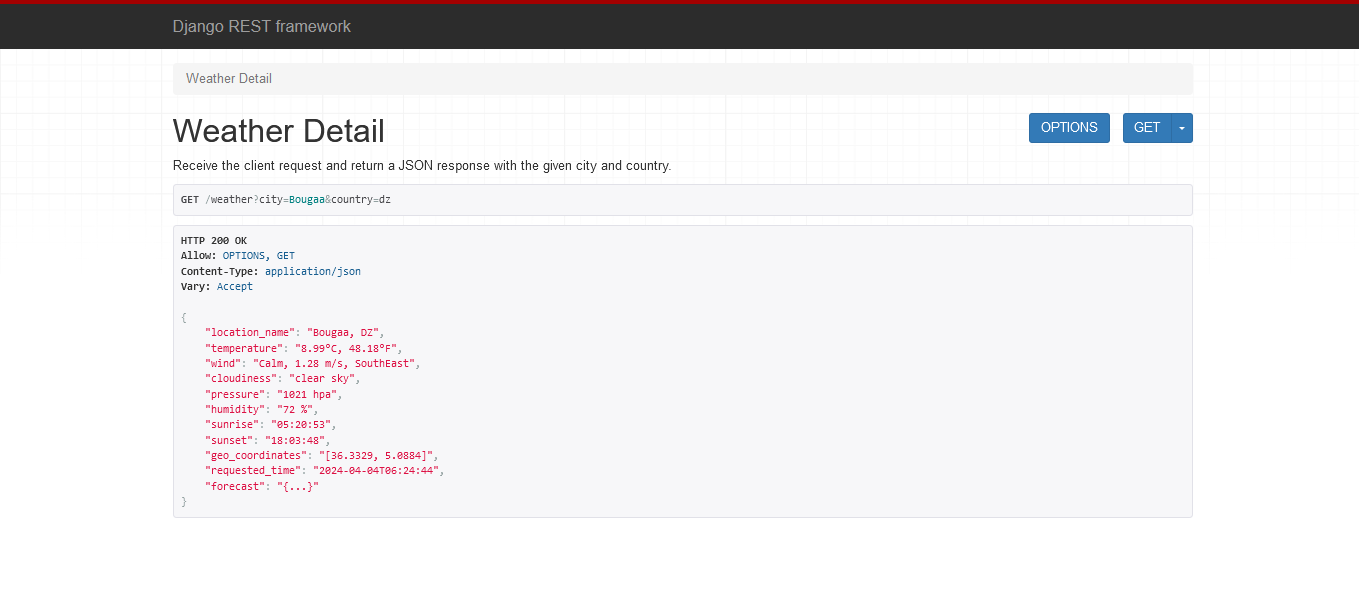 Django REST framework
Weather Detail
Weather Detail
OPTIONS
GET
Receive the client request and return a JSON response with the given city and country.
GET /weather?city=Bougaa&country=dz
HTTP 200 OK
Allow: OPTIONS, GET
Content-Type: application/json
Vary: Accept
{
    "location_name": "Bougaa, DZ",
    "temperature": "8.99°C, 48.18°F",
    "wind": "Calm, 1.28 m/s, SouthEast",
    "cloudiness": "clear sky",
    "pressure": "1021 hpa",
    "humidity": "72 %",
    "sunrise": "05:20:53",
    "sunset": "18:03:48",
    "geo_coordinates": "[36.3329, 5.0884]",
    "requested_time": "2024-04-04T06:24:44",
    "forecast": "{...}"
}